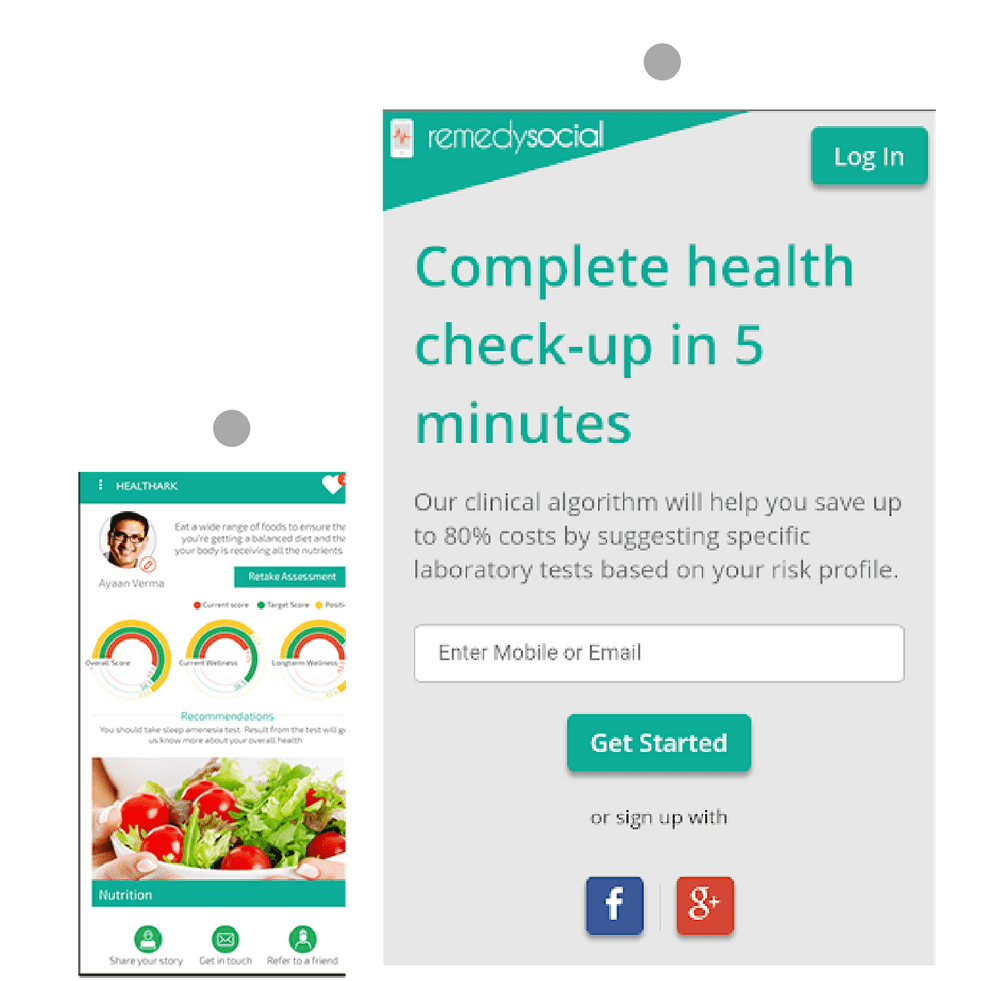 remedysocial
Log In
Complete health
check-up in 5
minutes
Our clinical algorithm will help you save up
to 80% costs by suggesting specific
laboratory tests based on your risk profile.
Enter Mobile or Email
Get Started
or sign up with
f
g+
HEALTHARK
Eat a wide range of foods to ensure tha
you're getting a balanced diet and tha
your body is receiving all the nutrients
Ayaan Verma
Retake Assessment
Current score Target Score Positi
Overall Score Current Wellness Longterm Wellness
Recommendations
You should take sleep amenesia test. Result from the test will ge
us know more about your overall health
Nutrition
Share your story Get in touch Refer to a friend